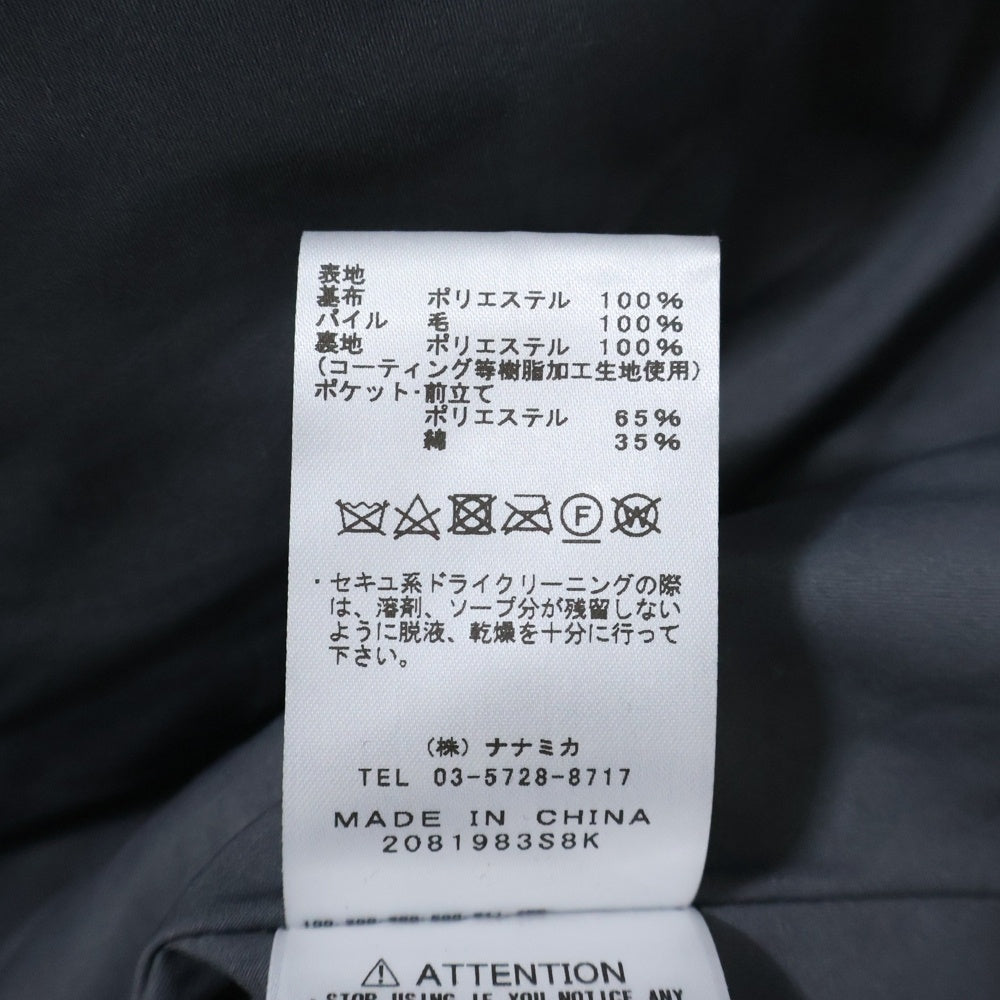 表地
基布 ポリエステル 100%
パイル 毛 100%
裏地 ポリエステル 100%
(コーティング等樹脂加工生地使用)
ポケット・前立て
ポリエステル 65%
綿 35%
F W
・セキユ系ドライクリーニングの際
は、溶剤、ソープ分が残留しない
ように脱液、乾燥を十分に行って
下さい。
(株) ナナミカ
TEL 03-5728-8717
MADE IN CHINA
2081983S8K
ATTENTION
・STOP USING IF YOU NOTICE ANY